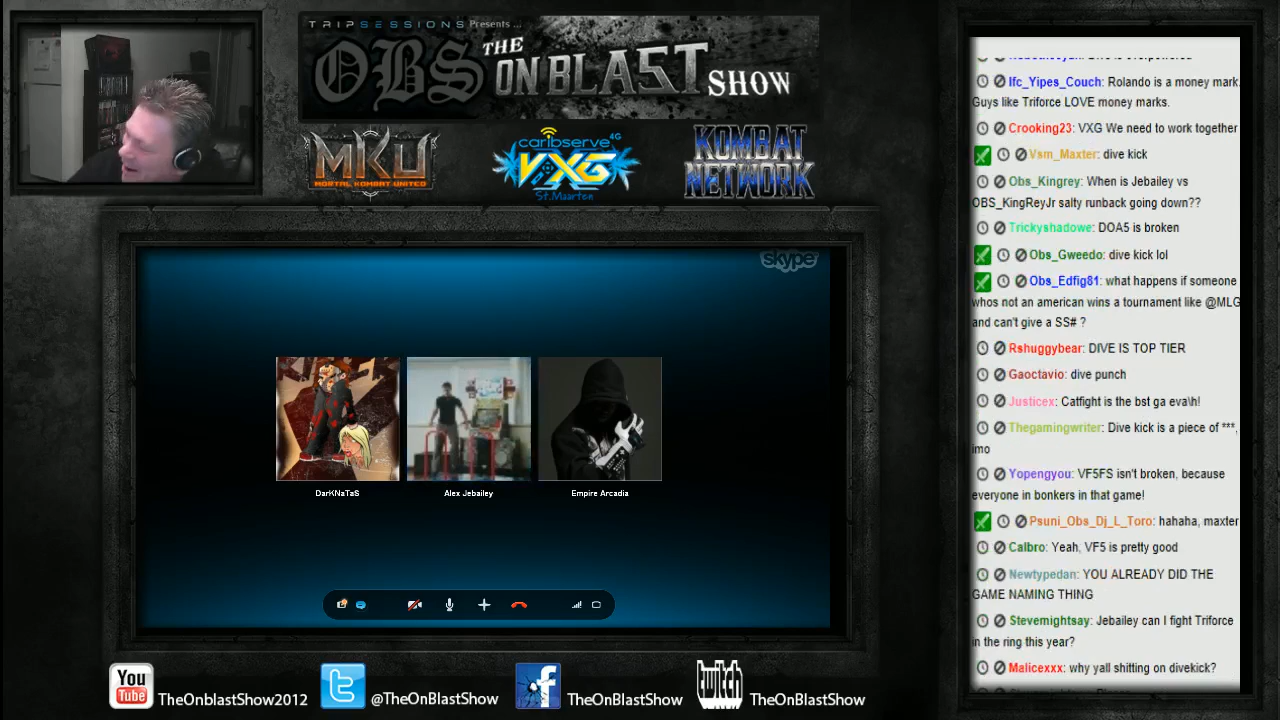 TRIPSESSIONS Presents ...
OBS THE ON BLAST SHOW
MKU
MORTAL KOMBAT UNITED
caribserve 4G
VXG
St.Maarten
KOMBAT
NETWORK
skype
DarKNaTaS
Alex Jebailey
Empire Arcadia
You
Tube
TheOnblastShow2012
@TheOnBlastShow
TheOnBlastShow
twitch
TheOnBlastShow
lfc_Yipes_Couch: Rolando is a money mark.
Guys like Triforce LOVE money marks.
Crooking23: VXG We need to work together
Vsm_Maxter: dive kick
Obs_Kingrey: When is Jebailey vs
OBS_KingReyJr salty runback going down??
Trickyshadowe: DOA5 is broken
Obs_Gweedo: dive kick lol
Obs_Edfig81: what happens if someone
whos not an american wins a tournament like @MLG
and can't give a SS# ?
Rshuggybear: DIVE IS TOP TIER
Gaoctavio: dive punch
Justicex: Catfight is the bst ga eva\h!
Thegamingwriter: Dive kick is a piece of ***,
imo
Yopengyou: VF5FS isn't broken, because
everyone in bonkers in that game!
Psuni_Obs_Dj_L_Toro: hahaha, maxter
Calbro: Yeah, VF5 is pretty good
Newtypedan: YOU ALREADY DID THE
GAME NAMING THING
Stevemightsay: Jebailey can I fight Triforce
in the ring this year?
Malicexxx: why yall shitting on divekick?